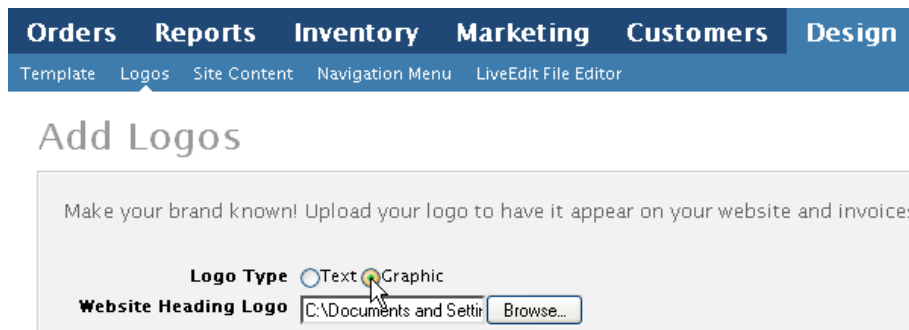 Orders Reports Inventory Marketing Customers Design
Template Logos Site Content Navigation Menu LiveEdit File Editor
Add Logos
Make your brand known! Upload your logo to have it appear on your website and invoices
Logo Type Text Graphic
Website Heading Logo C:\Documents and Settin Browse...